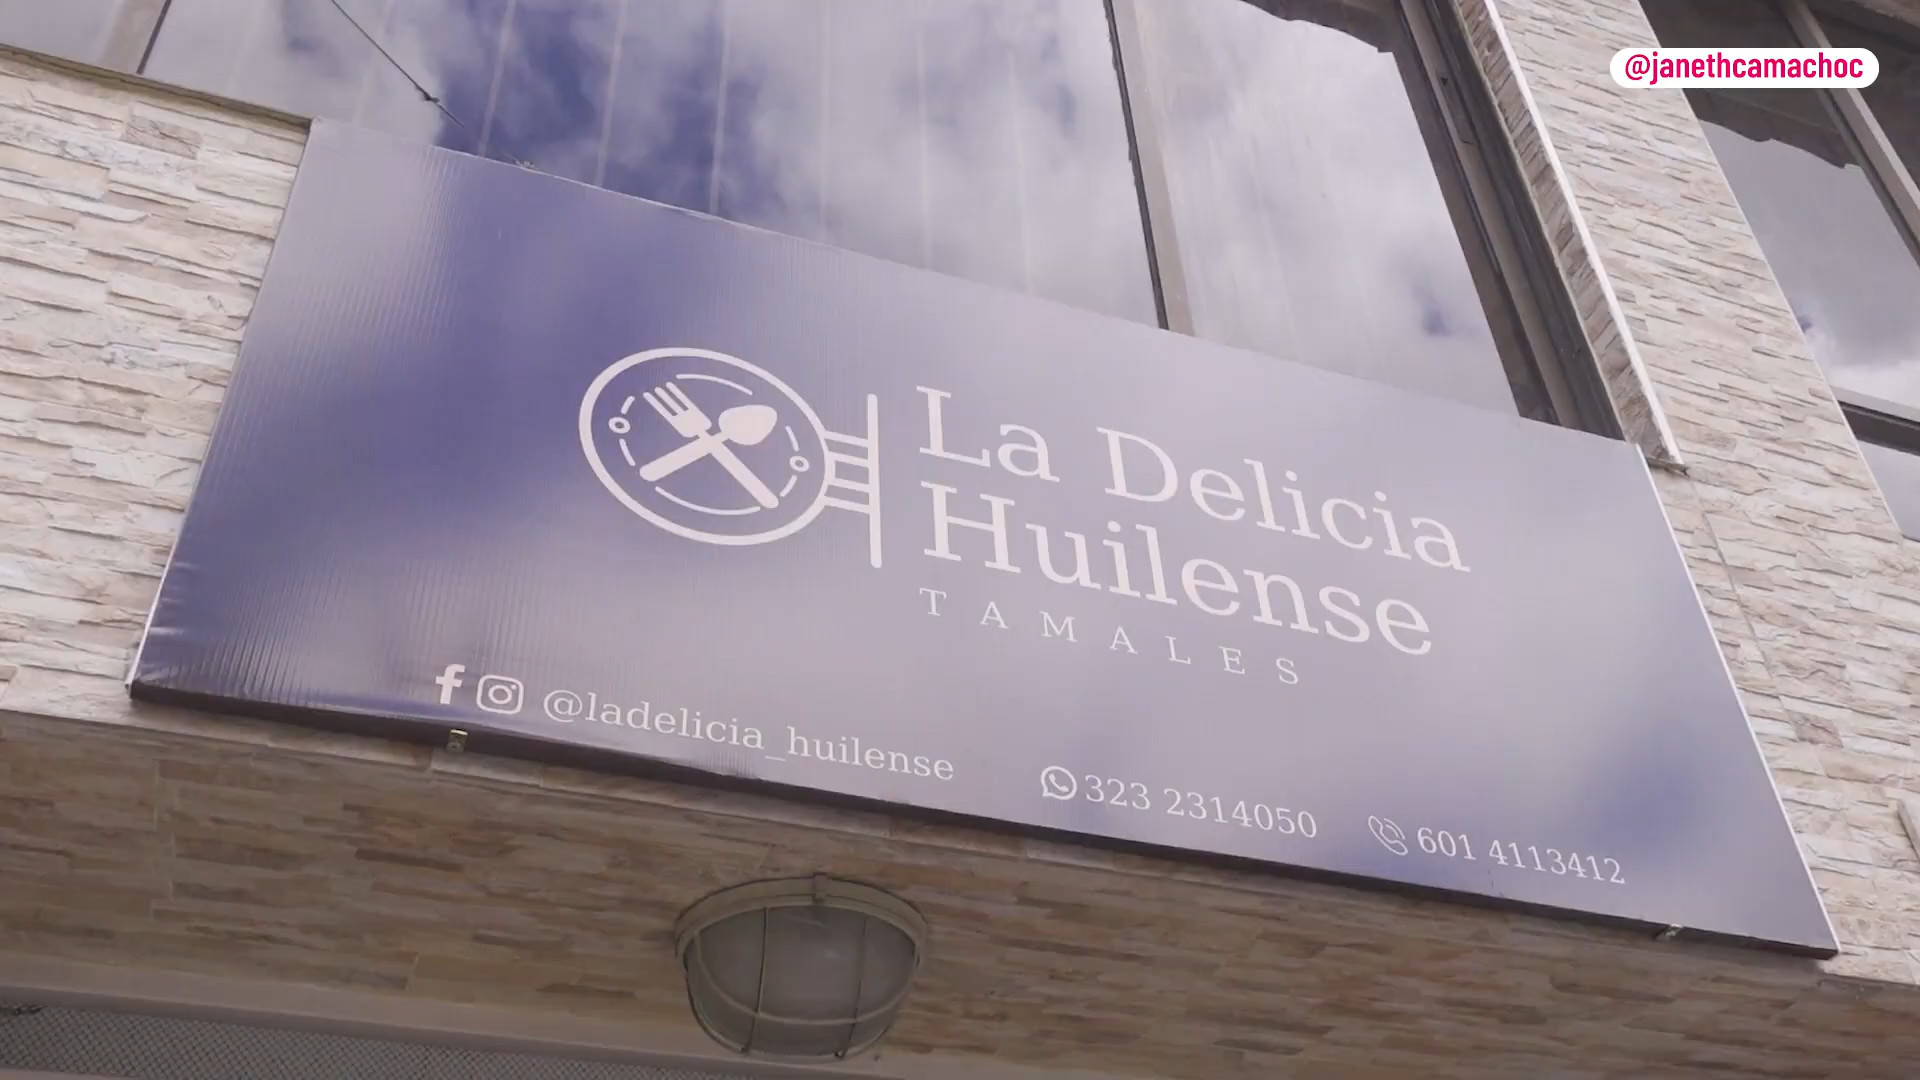 @janethcamachoc
La Delicia
Huilense
TAMALES
@ladelicia_huilense
323 2314050
601 4113412